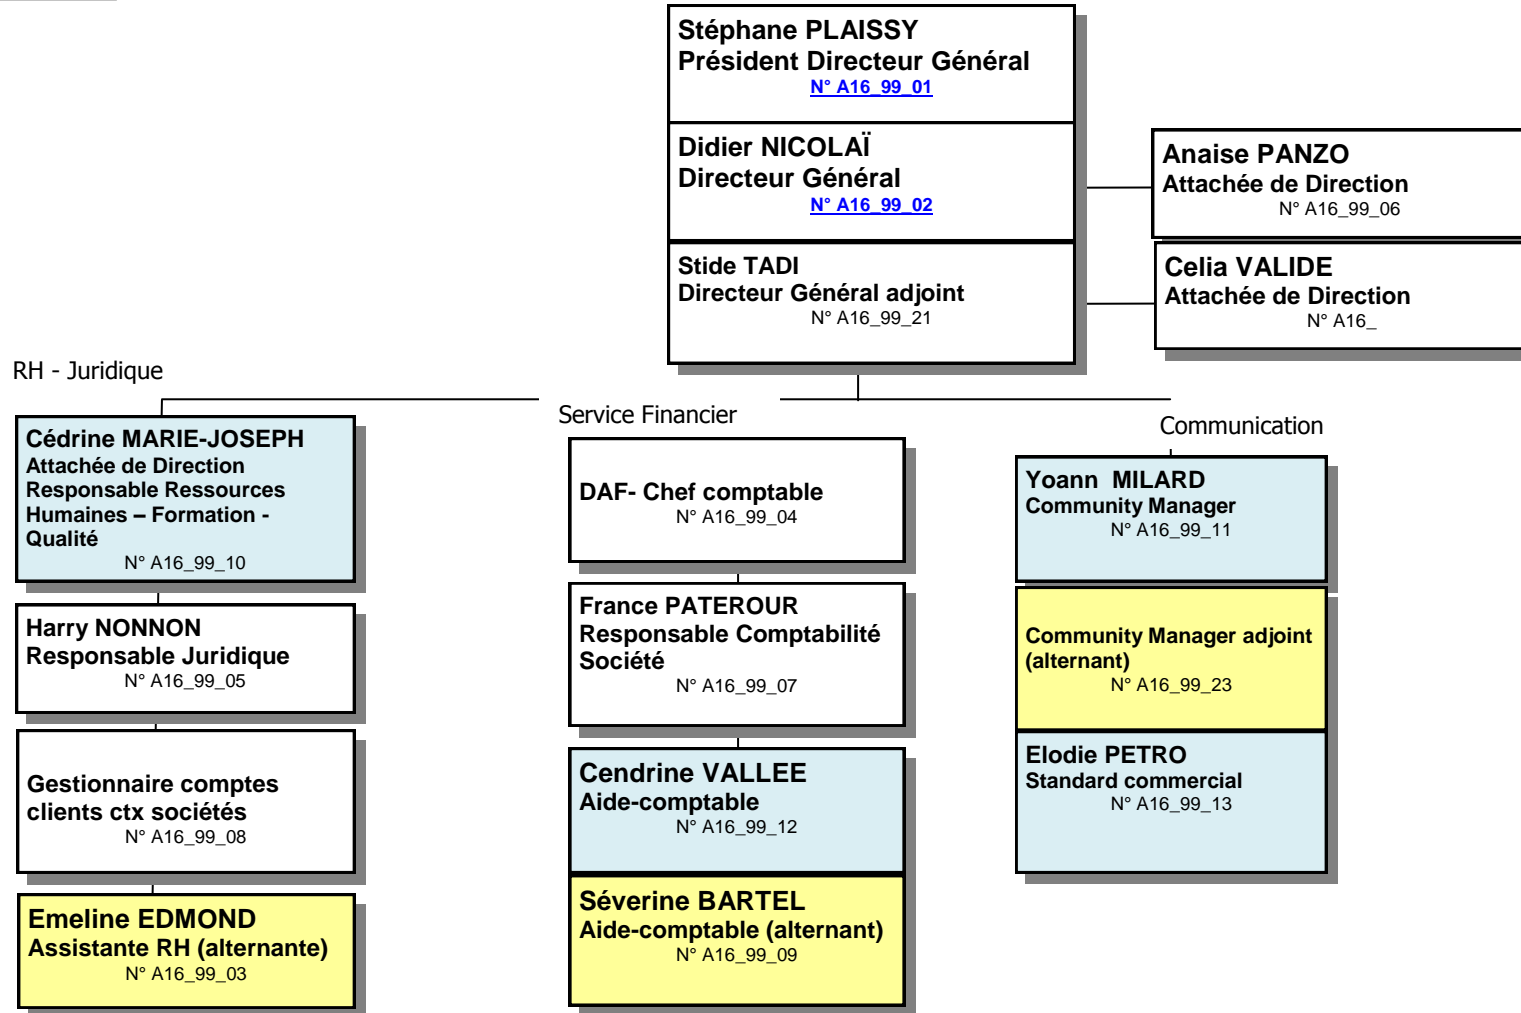 Stéphane PLAISSY
Président Directeur Général
N° A16_99_01
Didier NICOLAÏ
Directeur Général
N° A16_99_02
Stide TADI
Directeur Général adjoint
N° A16_99_21
Anaise PANZO
Attachée de Direction
N° A16_99_06
Celia VALIDE
Attachée de Direction
N° A16_
RH - Juridique
Cédrine MARIE-JOSEPH
Attachée de Direction
Responsable Ressources
Humaines – Formation -
Qualité
N° A16_99_10
Harry NONNON
Responsable Juridique
N° A16_99_05
Gestionnaire comptes
clients ctx sociétés
N° A16_99_08
Emeline EDMOND
Assistante RH (alternante)
N° A16_99_03
Service Financier
DAF- Chef comptable
N° A16_99_04
France PATEROUR
Responsable Comptabilité
Société
N° A16_99_07
Cendrine VALLEE
Aide-comptable
N° A16_99_12
Séverine BARTEL
Aide-comptable (alternant)
N° A16_99_09
Communication
Yoann  MILARD
Community Manager
N° A16_99_11
Community Manager adjoint
(alternant)
N° A16_99_23
Elodie PETRO
Standard commercial
N° A16_99_13